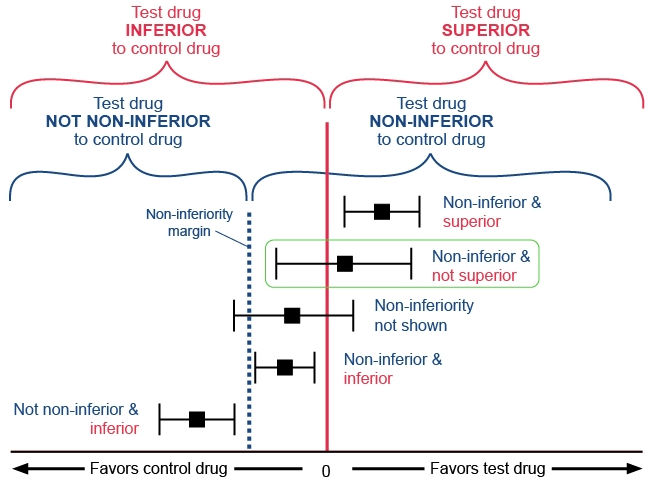 Test drug
INFERIOR
to control drug
Test drug
SUPERIOR
to control drug
Test drug
NOT NON-INFERIOR
to control drug
Test drug
NON-INFERIOR
to control drug
Non-inferiority
margin
Non-inferior &
superior
Non-inferior &
not superior
Non-inferiority
not shown
Non-inferior &
inferior
Not non-inferior &
inferior
Favors control drug
0
Favors test drug